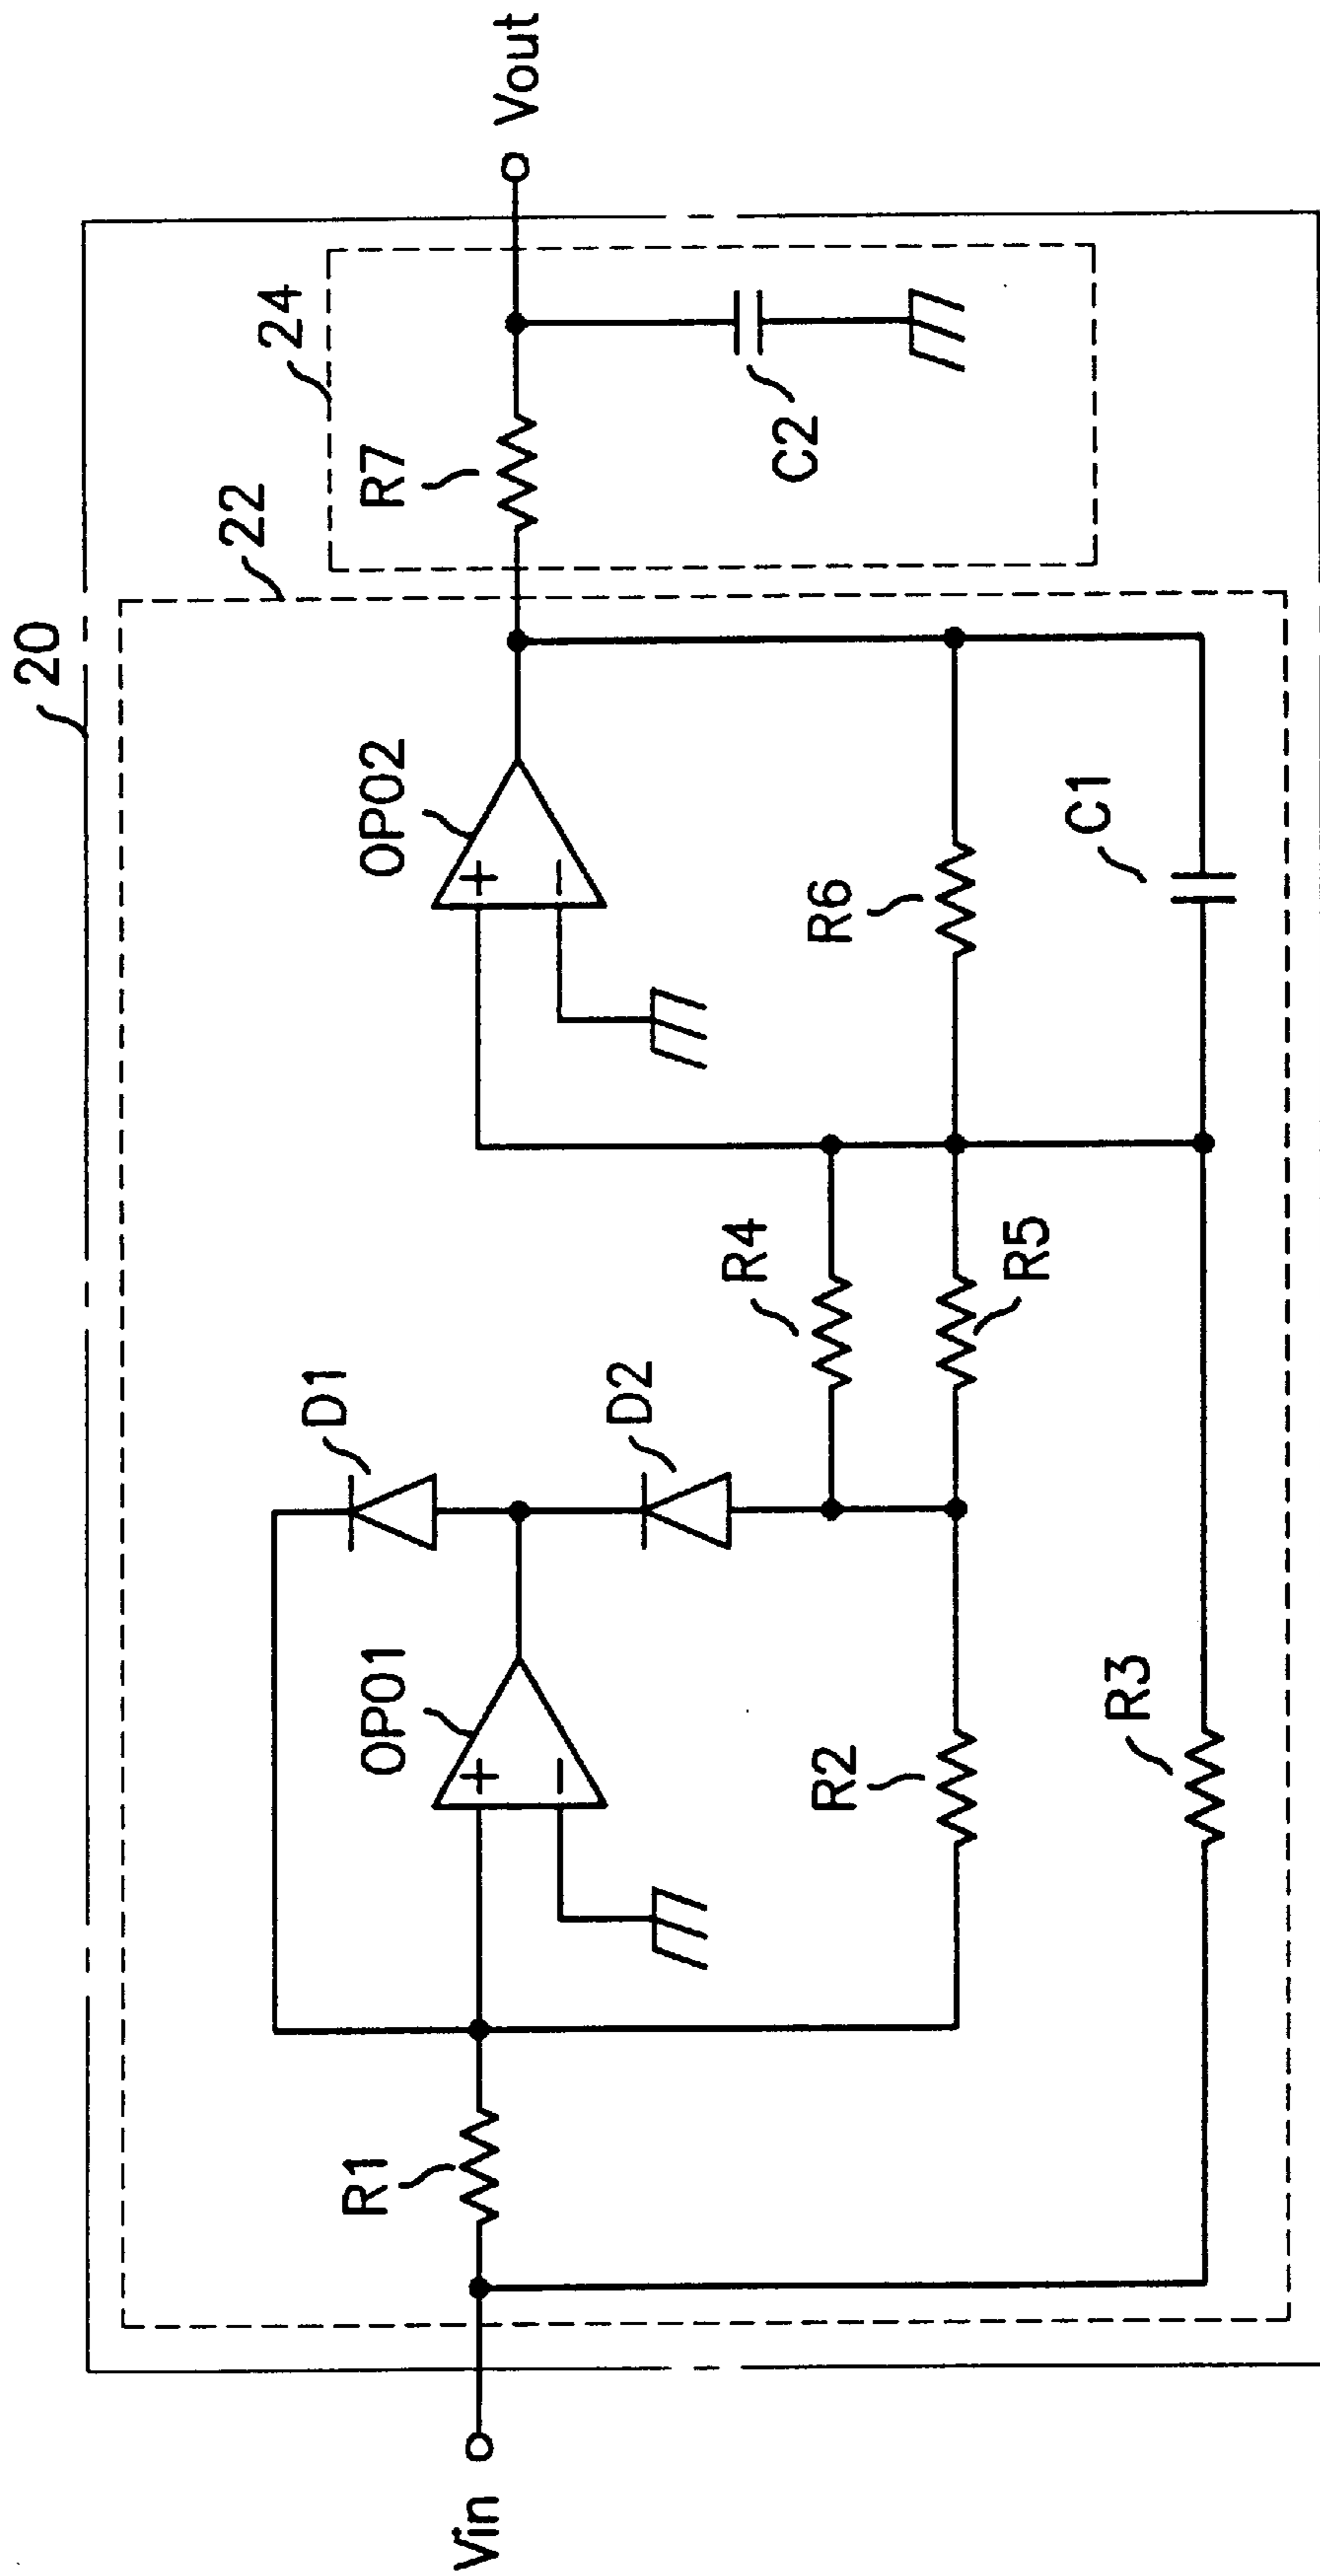 20
22
24
Vin
R1
OP01
+
−
D1
D2
R2
R3
R4
R5
OP02
+
−
R6
C1
R7
C2
Vout